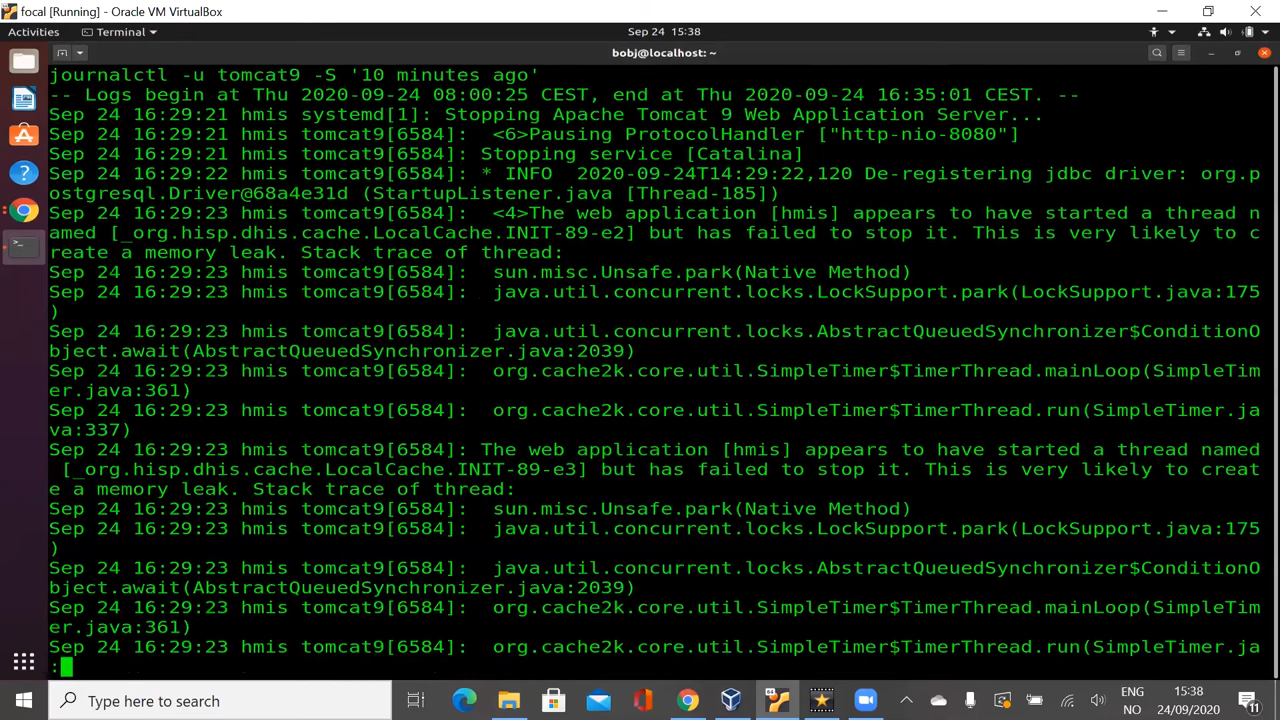 focal [Running] - Oracle VM VirtualBox
Activities Terminal Sep 24 15:38
bobj@localhost: ~
journalctl -u tomcat9 -S '10 minutes ago'
-- Logs begin at Thu 2020-09-24 08:00:25 CEST, end at Thu 2020-09-24 16:35:01 CEST. --
Sep 24 16:29:21 hmis systemd[1]: Stopping Apache Tomcat 9 Web Application Server...
Sep 24 16:29:21 hmis tomcat9[6584]: <6>Pausing ProtocolHandler ["http-nio-8080"]
Sep 24 16:29:21 hmis tomcat9[6584]: Stopping service [Catalina]
Sep 24 16:29:22 hmis tomcat9[6584]: * INFO  2020-09-24T14:29:22,120 De-registering jdbc driver: org.p
ostgresql.Driver@68a4e31d (StartupListener.java [Thread-185])
Sep 24 16:29:23 hmis tomcat9[6584]: <4>The web application [hmis] appears to have started a thread n
amed [_org.hisp.dhis.cache.LocalCache.INIT-89-e2] but has failed to stop it. This is very likely to c
reate a memory leak. Stack trace of thread:
Sep 24 16:29:23 hmis tomcat9[6584]:  sun.misc.Unsafe.park(Native Method)
Sep 24 16:29:23 hmis tomcat9[6584]:  java.util.concurrent.locks.LockSupport.park(LockSupport.java:175
)
Sep 24 16:29:23 hmis tomcat9[6584]:  java.util.concurrent.locks.AbstractQueuedSynchronizer$ConditionO
bject.await(AbstractQueuedSynchronizer.java:2039)
Sep 24 16:29:23 hmis tomcat9[6584]:  org.cache2k.core.util.SimpleTimer$TimerThread.mainLoop(SimpleTim
er.java:361)
Sep 24 16:29:23 hmis tomcat9[6584]:  org.cache2k.core.util.SimpleTimer$TimerThread.run(SimpleTimer.ja
va:337)
Sep 24 16:29:23 hmis tomcat9[6584]: The web application [hmis] appears to have started a thread named
 [_org.hisp.dhis.cache.LocalCache.INIT-89-e3] but has failed to stop it. This is very likely to creat
e a memory leak. Stack trace of thread:
Sep 24 16:29:23 hmis tomcat9[6584]:  sun.misc.Unsafe.park(Native Method)
Sep 24 16:29:23 hmis tomcat9[6584]:  java.util.concurrent.locks.LockSupport.park(LockSupport.java:175
)
Sep 24 16:29:23 hmis tomcat9[6584]:  java.util.concurrent.locks.AbstractQueuedSynchronizer$ConditionO
bject.await(AbstractQueuedSynchronizer.java:2039)
Sep 24 16:29:23 hmis tomcat9[6584]:  org.cache2k.core.util.SimpleTimer$TimerThread.mainLoop(SimpleTim
er.java:361)
Sep 24 16:29:23 hmis tomcat9[6584]:  org.cache2k.core.util.SimpleTimer$TimerThread.run(SimpleTimer.ja
:
Type here to search
ENG 15:38
NO 24/09/2020 11